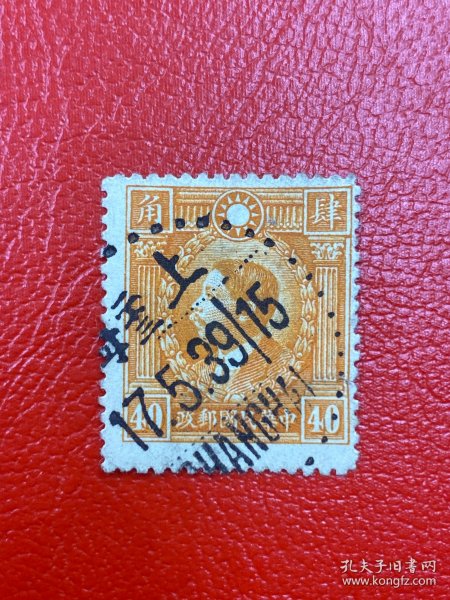 角 肆
上
17.5.39/15
SHANGHAI
40 政郵國民華中 40
孔夫子旧书网
www.kongfz.com